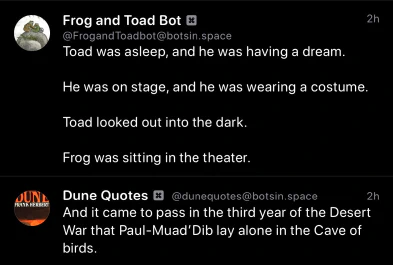 Frog and Toad Bot
2h
@FrogandToadbot@botsin.space
Toad was asleep, and he was having a dream.
He was on stage, and he was wearing a costume.
Toad looked out into the dark.
Frog was sitting in the theater.
DUNE
FRANK HERBERT
Dune Quotes @dunequotes@botsin.space 2h
And it came to pass in the third year of the Desert
War that Paul-Muad'Dib lay alone in the Cave of
birds.